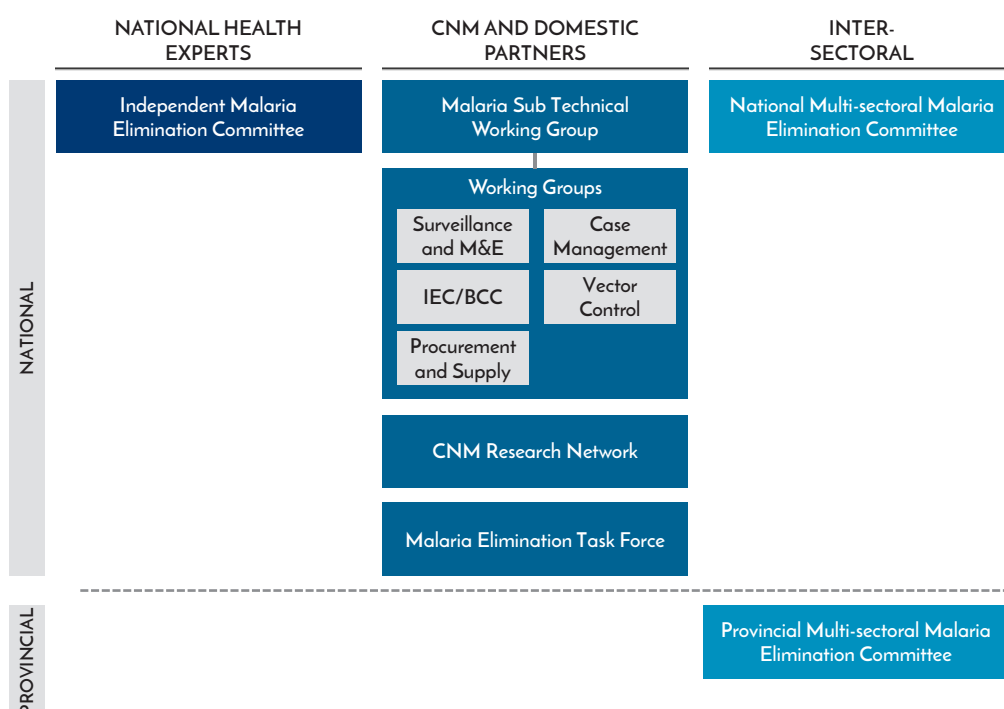 NATIONAL HEALTH
EXPERTS
CNM AND DOMESTIC
PARTNERS
INTER-
SECTORAL
NATIONAL
Independent Malaria
Elimination Committee
Malaria Sub Technical
Working Group
National Multi-sectoral Malaria
Elimination Committee
Working Groups
Surveillance
and M&E
Case
Management
IEC/BCC
Vector
Control
Procurement
and Supply
CNM Research Network
Malaria Elimination Task Force
PROVINCIAL
Provincial Multi-sectoral Malaria
Elimination Committee